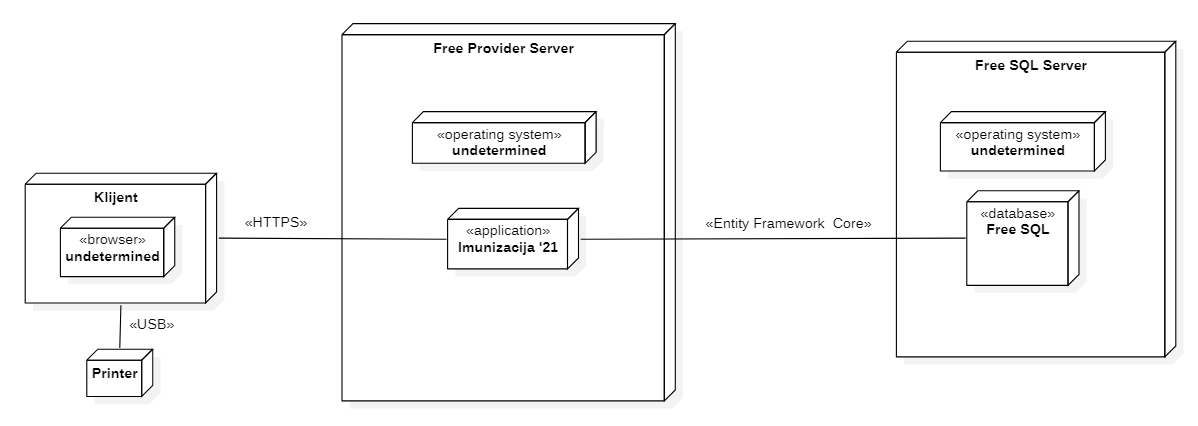 Free Provider Server
Free SQL Server
«operating system»
undetermined
«operating system»
undetermined
Klijent
«browser»
undetermined
«HTTPS»
«application»
Imunizacija '21
«Entity Framework  Core»
«database»
Free SQL
«USB»
Printer